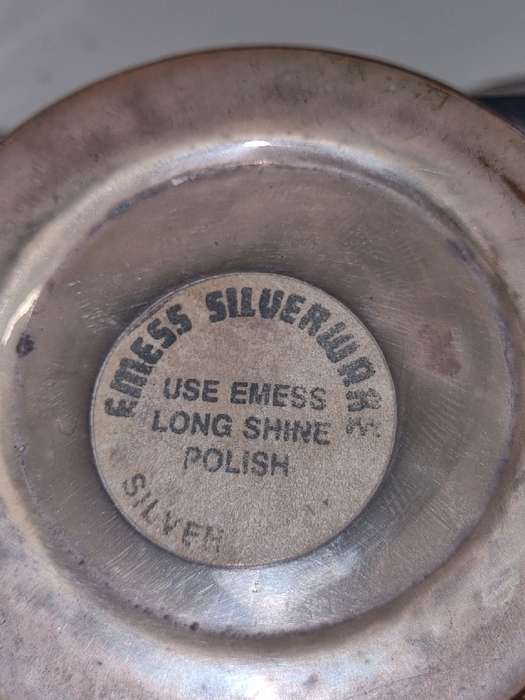 EMESS SILVERWARE
USE EMESS
LONG SHINE
POLISH
SILVER